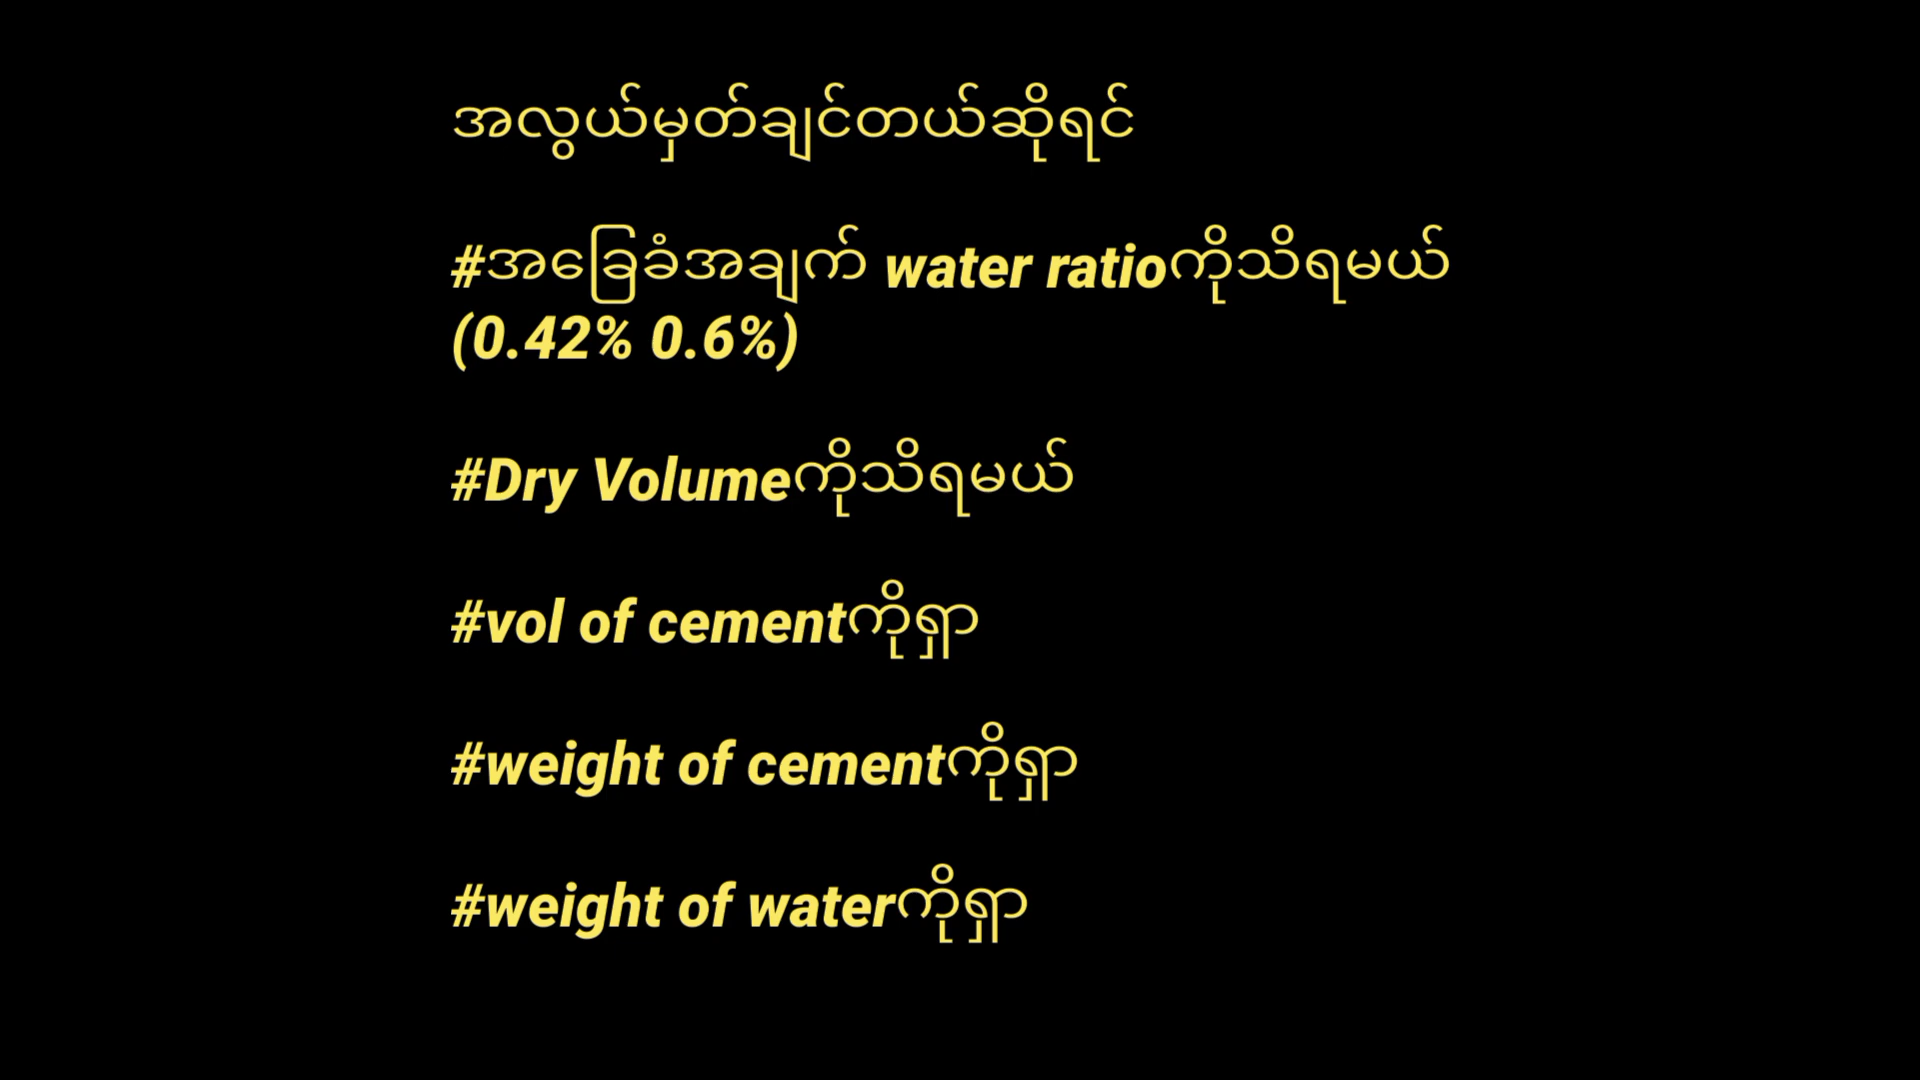 အလွယ်မှတ်ချင်တယ်ဆိုရင်
#အခြေခံအချက် water ratioကိုသိရမယ်
(0.42% 0.6%)
#Dry Volumeကိုသိရမယ်
#vol of cementကိုရှာ
#weight of cementကိုရှာ
#weight of waterကိုရှာ